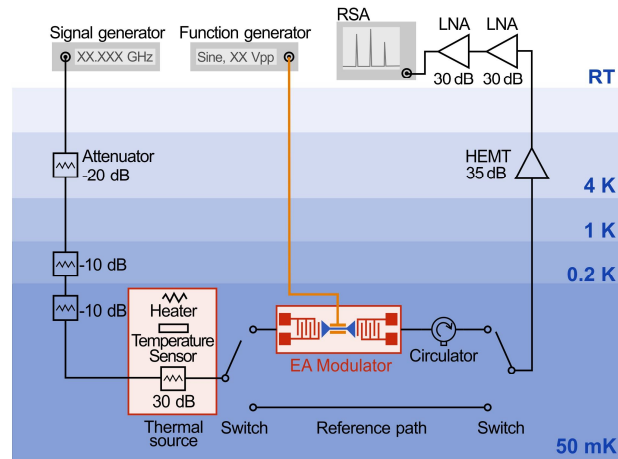 RSA
Signal generator
Function generator
LNA
LNA
XX.XXX GHz
Sine, XX Vpp
30 dB
30 dB
RT
Attenuator
-20 dB
HEMT
35 dB
4 K
1 K
-10 dB
0.2 K
-10 dB
Heater
Temperature
Sensor
EA Modulator
Circulator
30 dB
Thermal
source
Switch
Reference path
Switch
50 mK